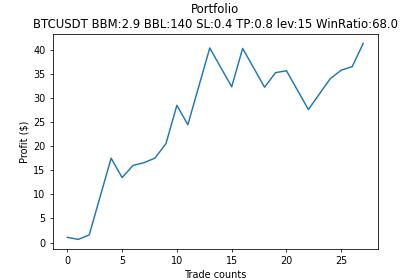 Portfolio
BTCUSDT BBM:2.9 BBL:140 SL:0.4 TP:0.8 lev:15 WinRatio:68.0
40
35
30
25
20
15
10
5
0
Profit ($)
0 5 10 15 20 25
Trade counts